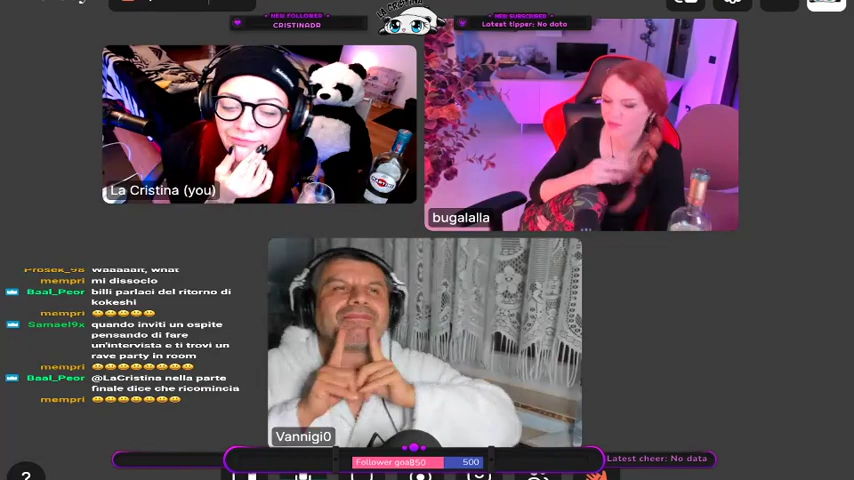 NEW FOLLOWER
CRISTINADR
LA CRISTINA
NEW SUBSCRIBER
Latest tipper: No data
La Cristina (you)
bugalalla
Prosek_98 Waaaaait, what
mempri mi dissocio
Baal_Peor billi parlaci del ritorno di
kokeshi
mempri
Samael9x quando inviti un ospite
pensando di fare
un'intervista e ti trovi un
rave party in room
mempri
Baal_Peor @LaCristina nella parte
finale dice che ricomincia
mempri
Vannigi0
Latest cheer: No data
Follower goal 350
500
?